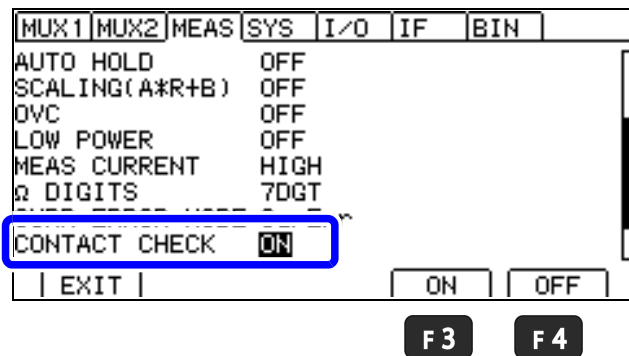 MUX1 MUX2 MEAS SYS I/O IF BIN
AUTO HOLD OFF
SCALING(A*R+B) OFF
OVC OFF
LOW POWER OFF
MEAS CURRENT HIGH
Ω DIGITS 7DGT
CONTACT CHECK ON
EXIT ON OFF
F3 F4